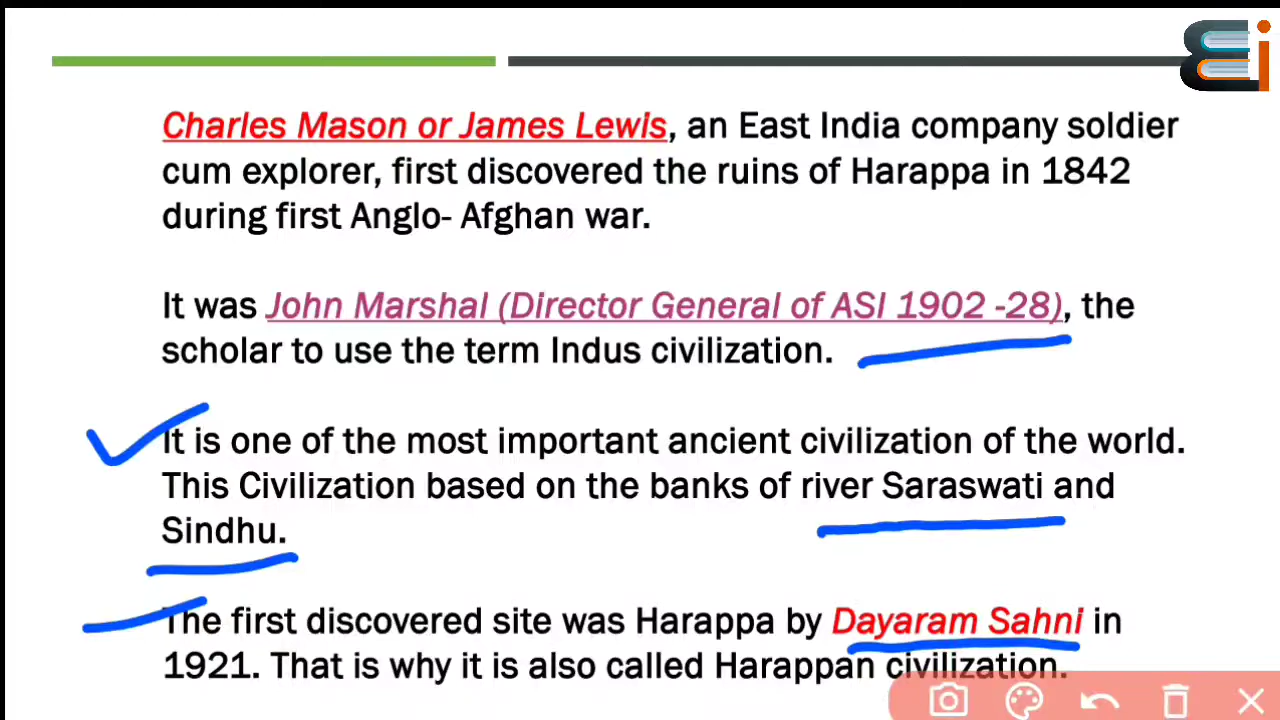 Charles Mason or James Lewis, an East India company soldier
cum explorer, first discovered the ruins of Harappa in 1842
during first Anglo- Afghan war.
It was John Marshal (Director General of ASI 1902 -28), the
scholar to use the term Indus civilization.
It is one of the most important ancient civilization of the world.
This Civilization based on the banks of river Saraswati and
Sindhu.
The first discovered site was Harappa by Dayaram Sahni in
1921. That is why it is also called Harappan civilization.